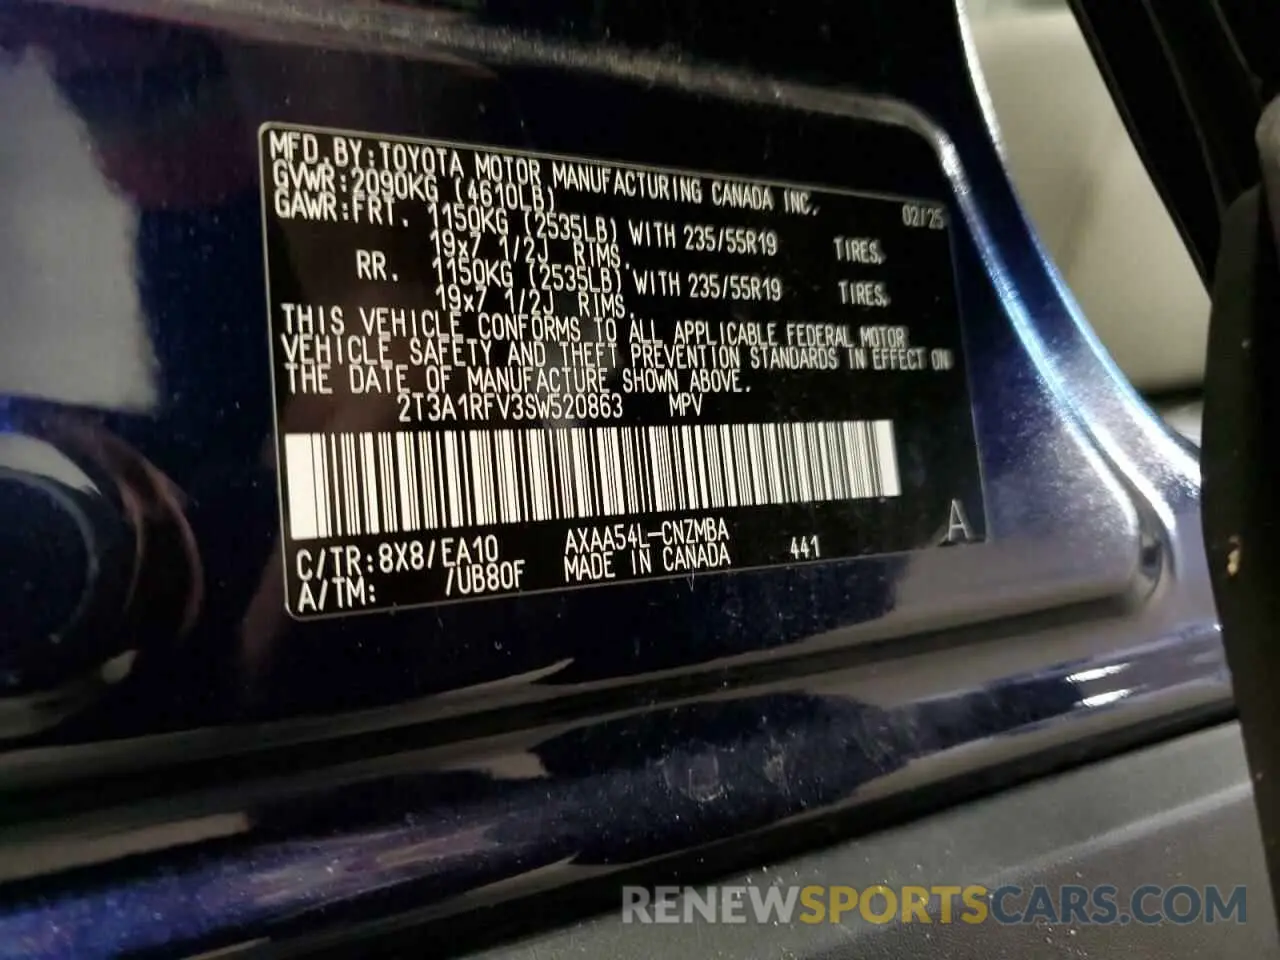 MFD.BY:TOYOTA MOTOR MANUFACTURING CANADA INC.
GVWR:2090KG (4610LB) 02/25
GAWR:FRT. 1150KG (2535LB) WITH 235/55R19 TIRES,
19x7 1/2J RIMS.
RR. 1150KG (2535LB) WITH 235/55R19 TIRES,
19x7 1/2J RIMS.
THIS VEHICLE CONFORMS TO ALL APPLICABLE FEDERAL MOTOR
VEHICLE SAFETY AND THEFT PREVENTION STANDARDS IN EFFECT ON
THE DATE OF MANUFACTURE SHOWN ABOVE.
2T3A1RFV3SW520863 MPV
C/TR:8X8/EA10 AXAA54L-CNZMBA 441 A
A/TM: /UB80F MADE IN CANADA
RENEWSPORTSCARS.COM